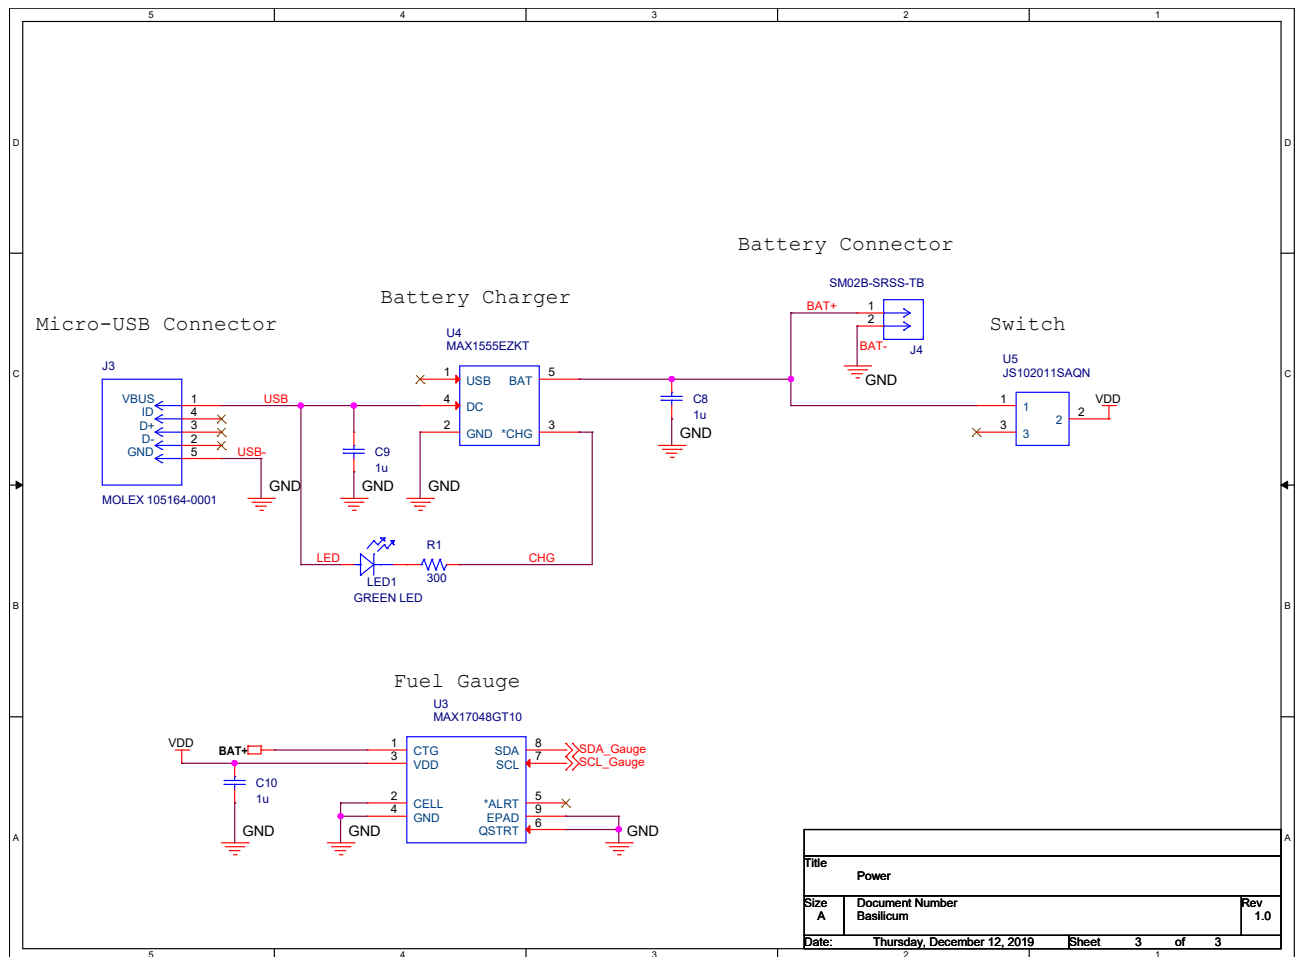 5 4 3 2 1
D D
Battery Connector
SM02B-SRSS-TB
BAT+ 1
2
BAT-
J4
GND
Battery Charger
U4
MAX1555EZKT
1 USB BAT 5
4 DC
2 GND *CHG 3
GND
Micro-USB Connector
J3
VBUS 1 USB
ID 4
D+ 3
D- 2
GND 5 USB-
GND
MOLEX 105164-0001
C9
1u
GND
C8
1u
GND
Switch
U5
JS102011SAQN
1 1 VDD
2 2
3 3
C C
LED
LED1
GREEN LED
R1
300
CHG
B B
Fuel Gauge
U3
MAX17048GT10
VDD BAT+ 1 CTG SDA 8 SDA_Gauge
3 VDD SCL 7 SCL_Gauge
C10
1u
GND
2 CELL *ALRT 5
4 GND EPAD 9
QSTRT 6
GND GND
A A
Title
Power
Size Document Number Rev
A Basilicum 1.0
Date: Thursday, December 12, 2019 Sheet 3 of 3
5 4 3 2 1